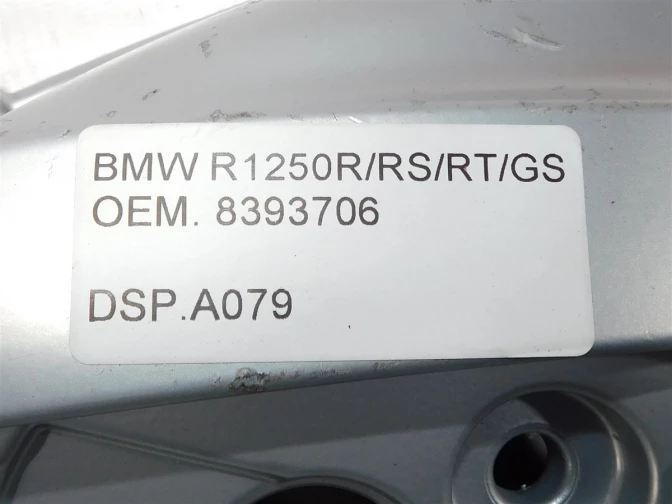 BMW R1250R/RS/RT/GS
OEM. 8393706
DSP.A079